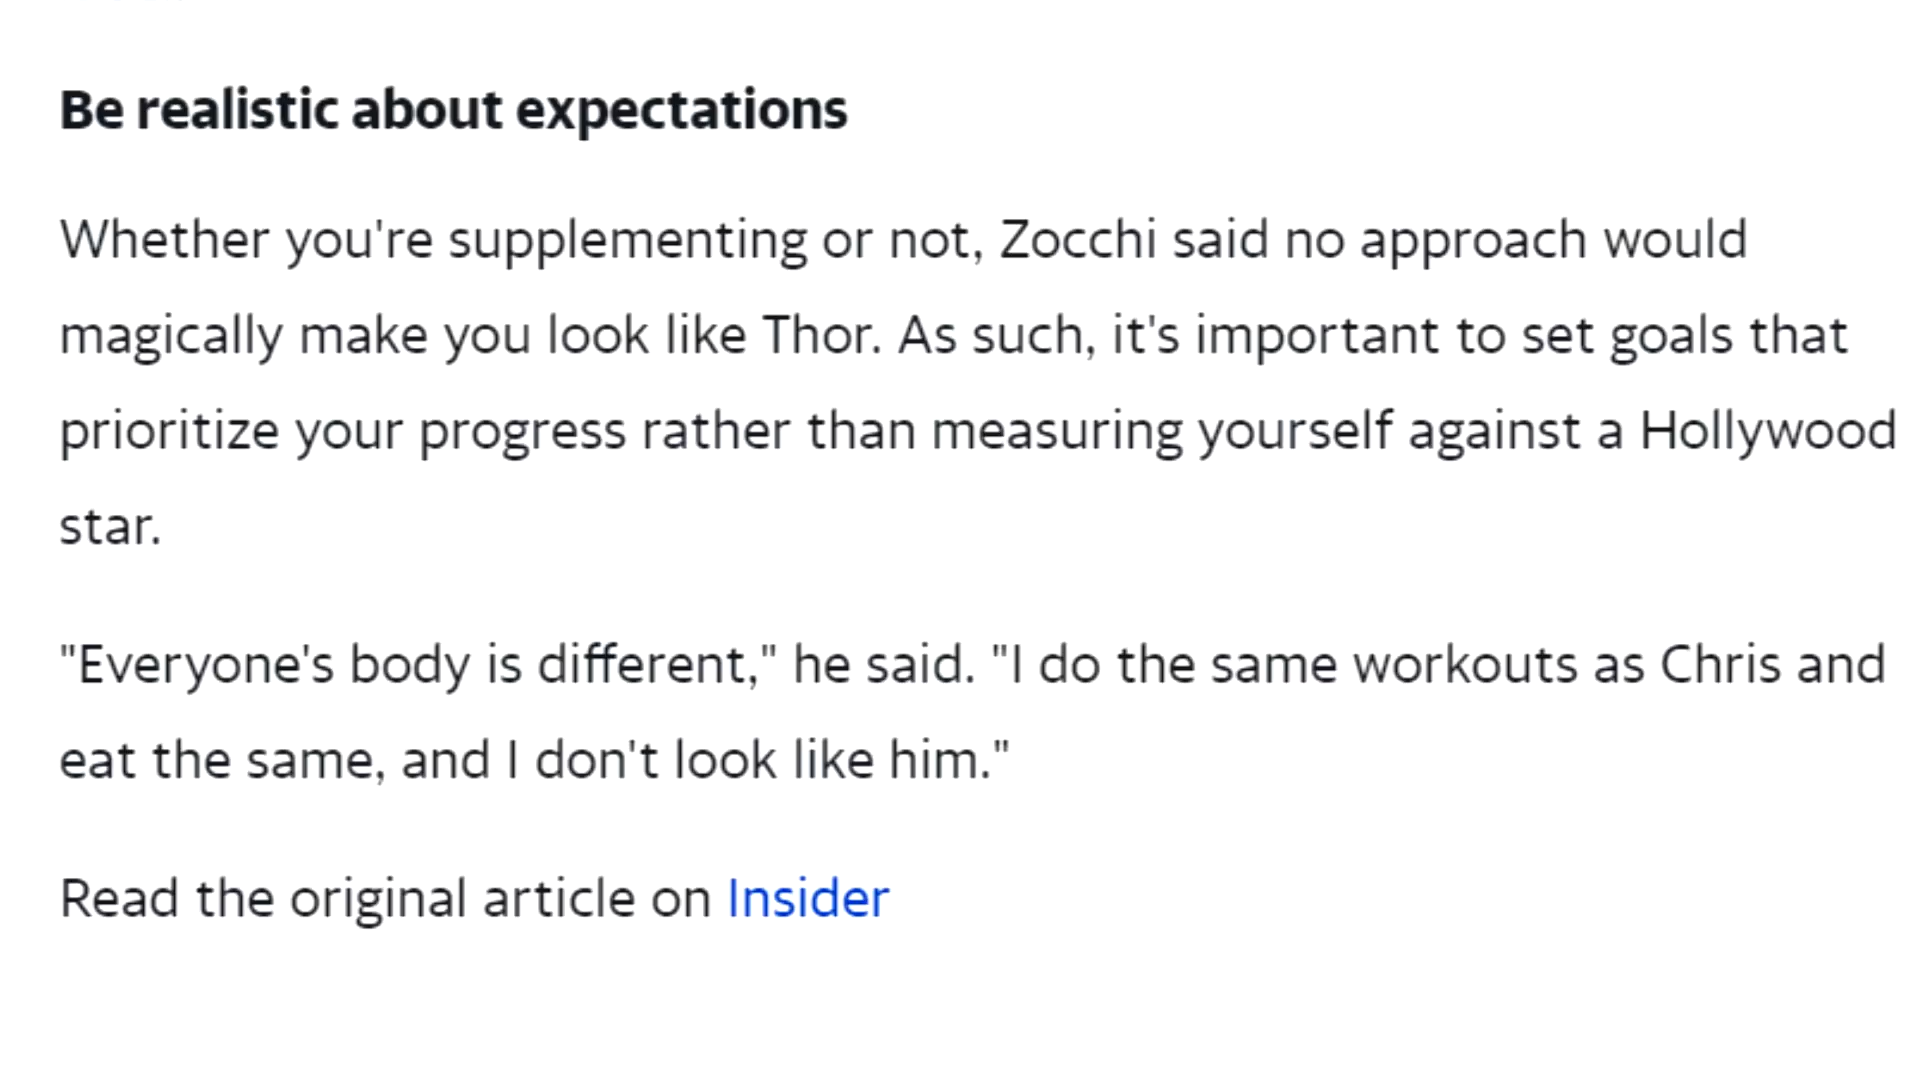 Be realistic about expectations
Whether you're supplementing or not, Zocchi said no approach would
magically make you look like Thor. As such, it's important to set goals that
prioritize your progress rather than measuring yourself against a Hollywood
star.
"Everyone's body is different," he said. "I do the same workouts as Chris and
eat the same, and I don't look like him."
Read the original article on Insider